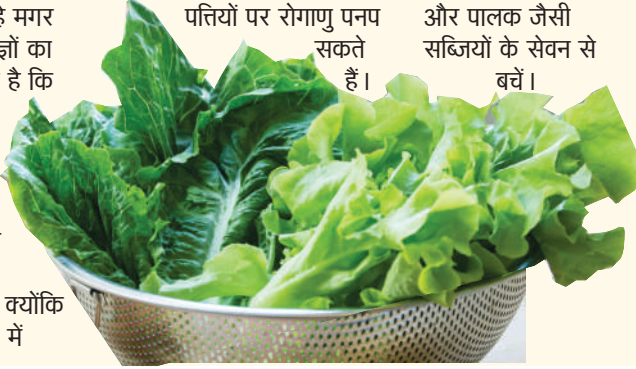 है मगर
ज्ञों का
है कि
क्योंकि
में
पत्तियों पर रोगाणु पनप
सकते
हैं।
और पालक जैसी
सब्जियों के सेवन से
बचें।